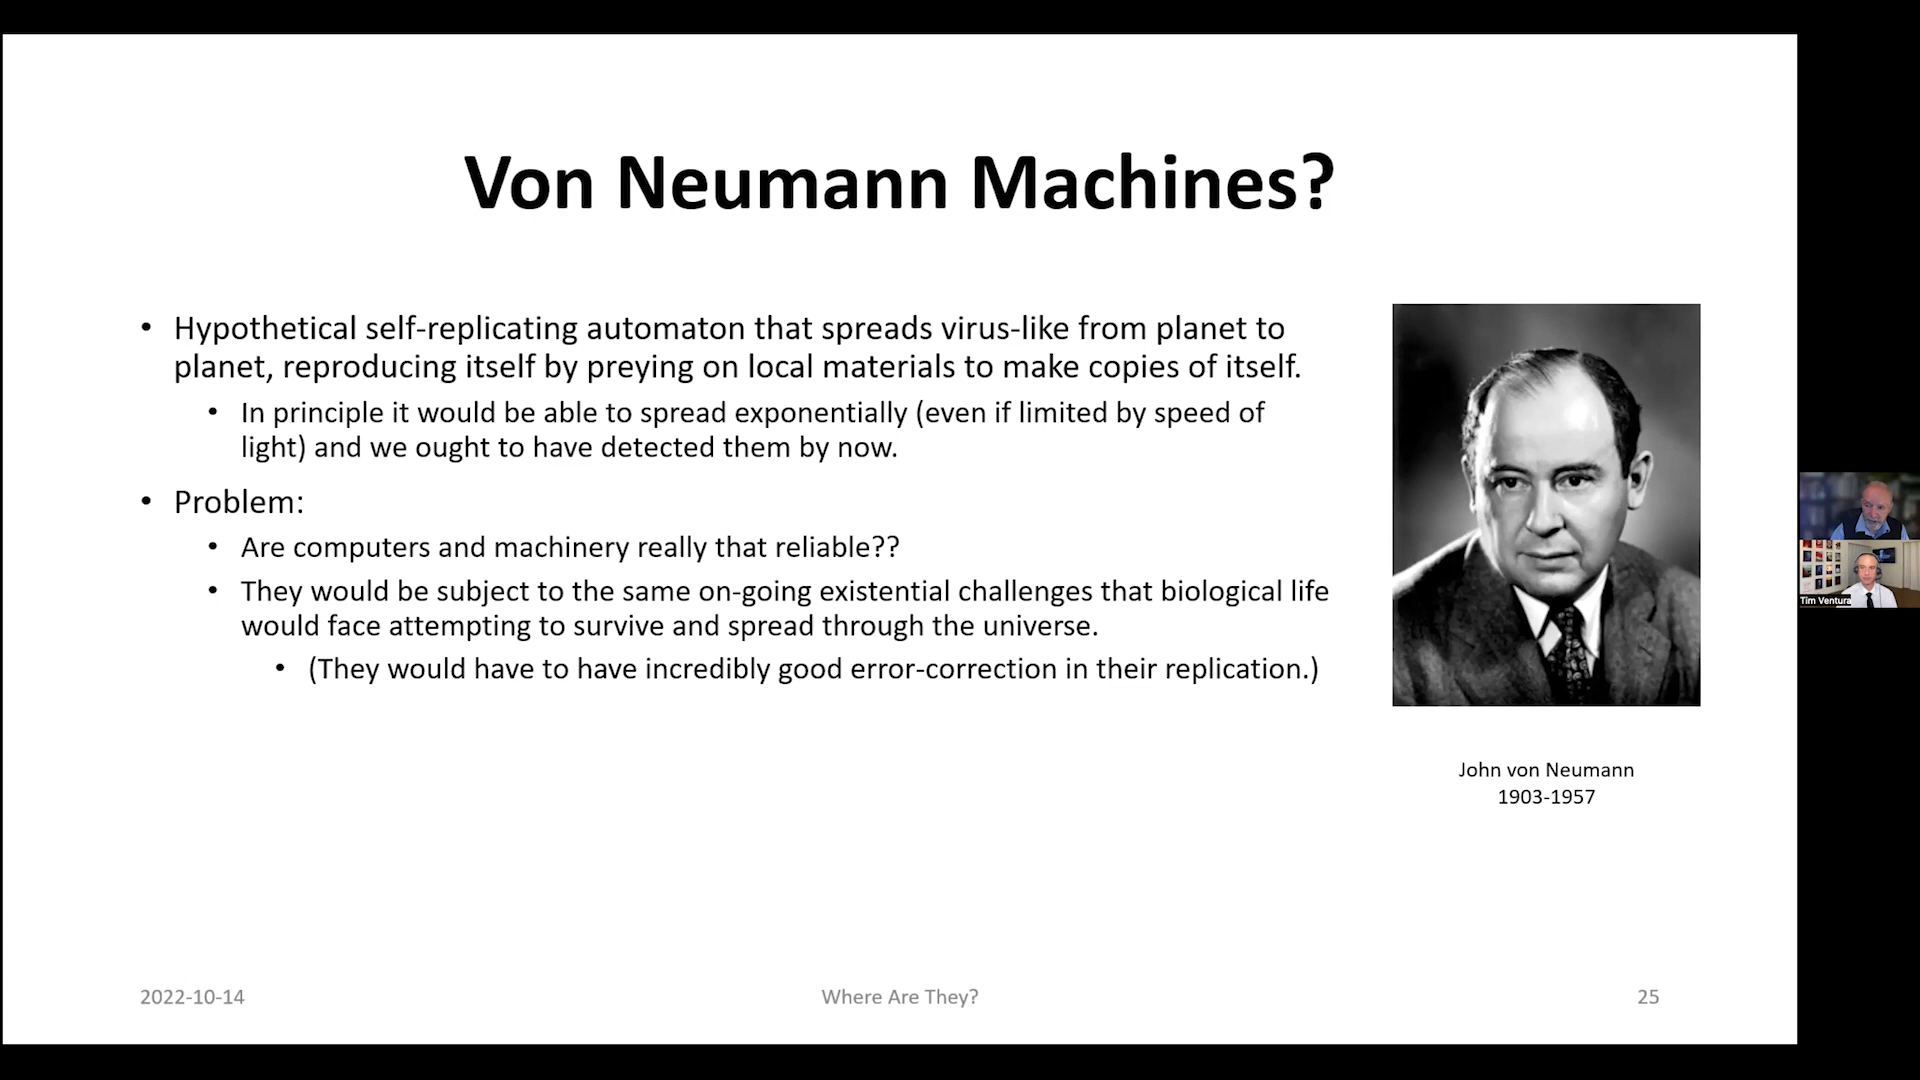 Von Neumann Machines?
• Hypothetical self-replicating automaton that spreads virus-like from planet to
planet, reproducing itself by preying on local materials to make copies of itself.
• In principle it would be able to spread exponentially (even if limited by speed of
light) and we ought to have detected them by now.
• Problem:
• Are computers and machinery really that reliable??
• They would be subject to the same on-going existential challenges that biological life
would face attempting to survive and spread through the universe.
• (They would have to have incredibly good error-correction in their replication.)
John von Neumann
1903-1957
Tim Ventura
2022-10-14
Where Are They?
25